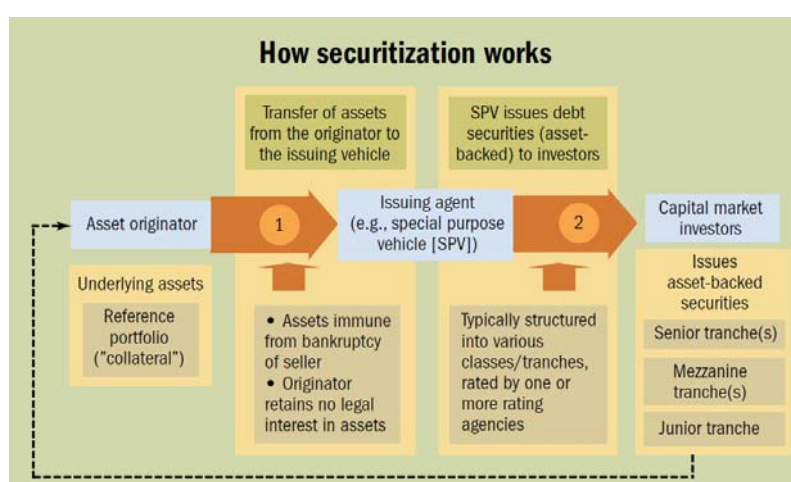 How securitization works
Transfer of assets
from the originator to
the issuing vehicle
SPV issues debt
securities (asset-
backed) to investors
Asset originator
1
Issuing agent
(e.g., special purpose
vehicle [SPV])
2
Capital market
investors
Underlying assets
Reference
portfolio
("collateral")
• Assets immune
from bankruptcy
of seller
• Originator
retains no legal
interest in assets
Typically structured
into various
classes/tranches,
rated by one or
more rating
agencies
Issues
asset-backed
securities
Senior tranche(s)
Mezzanine
tranche(s)
Junior tranche